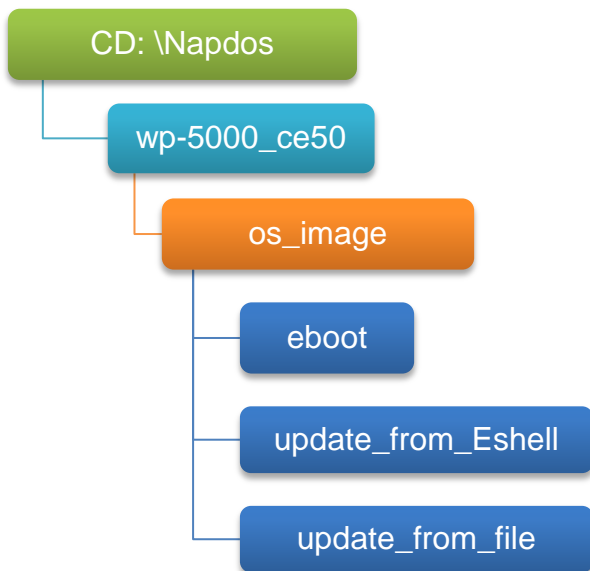 CD: \Napdos
wp-5000_ce50
os_image
eboot
update_from_Eshell
update_from_file